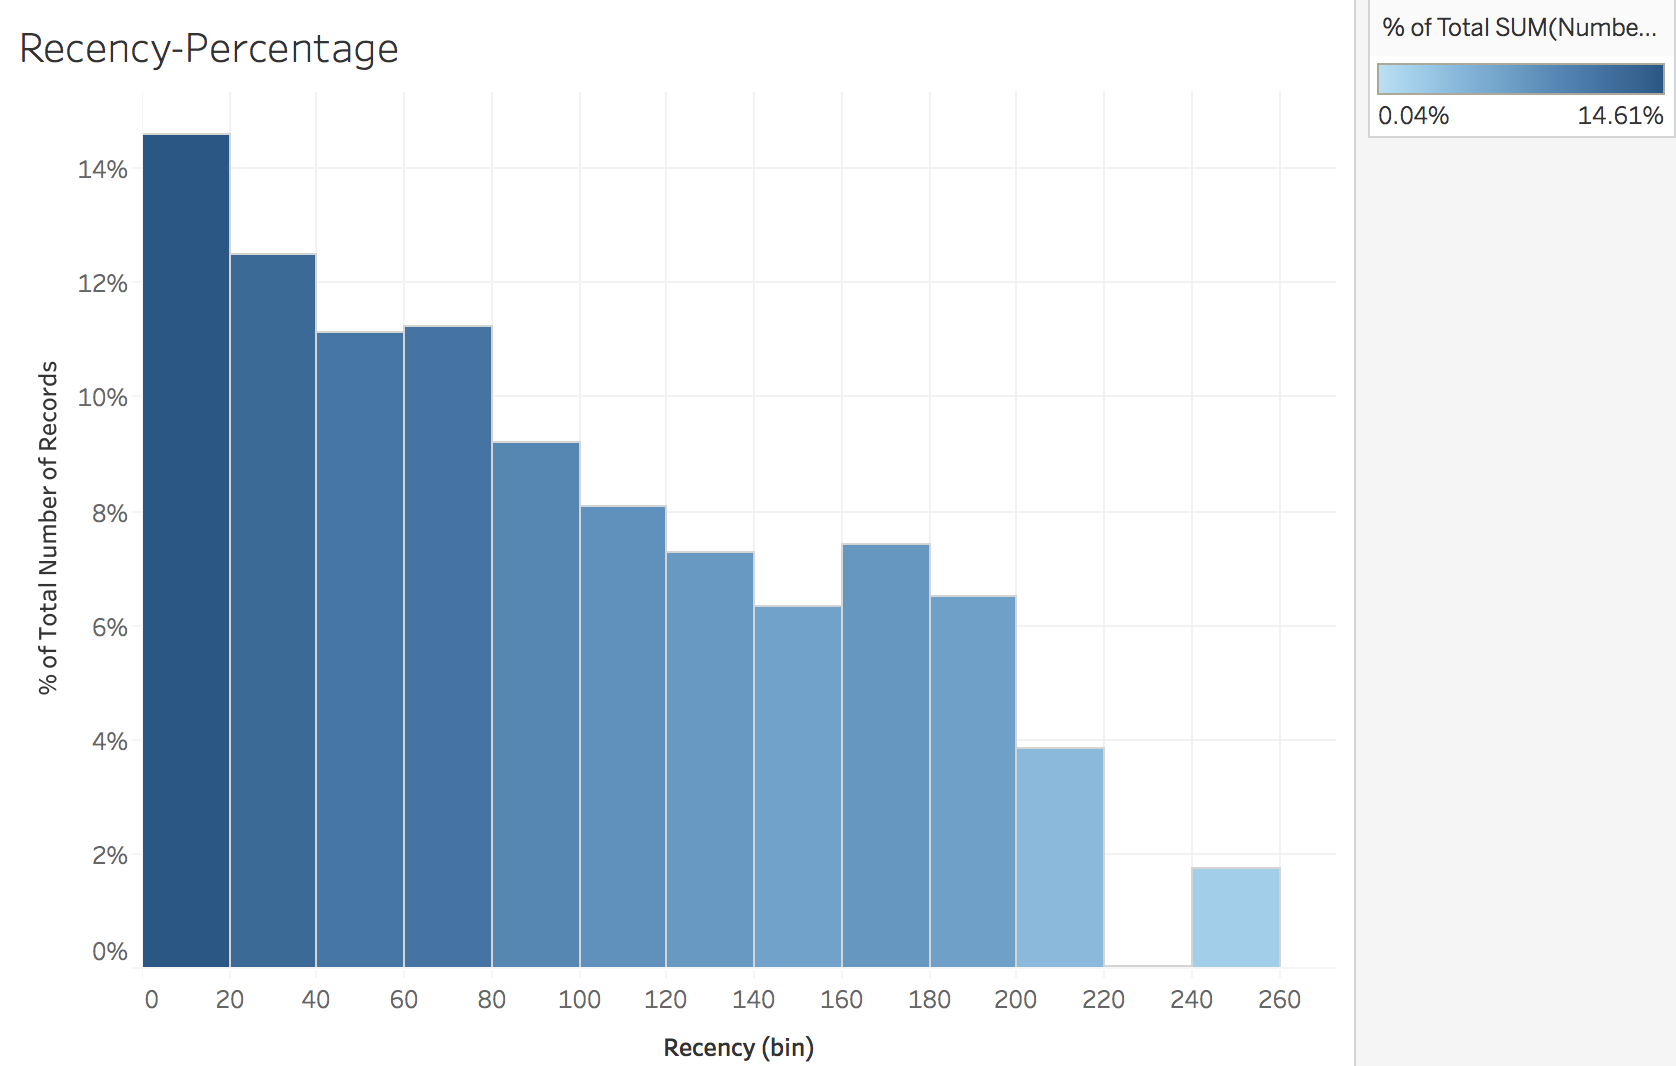 Recency-Percentage
% of Total SUM(Numbe...
0.04% 14.61%
% of Total Number of Records
14%
12%
10%
8%
6%
4%
2%
0%
0 20 40 60 80 100 120 140 160 180 200 220 240 260
Recency (bin)